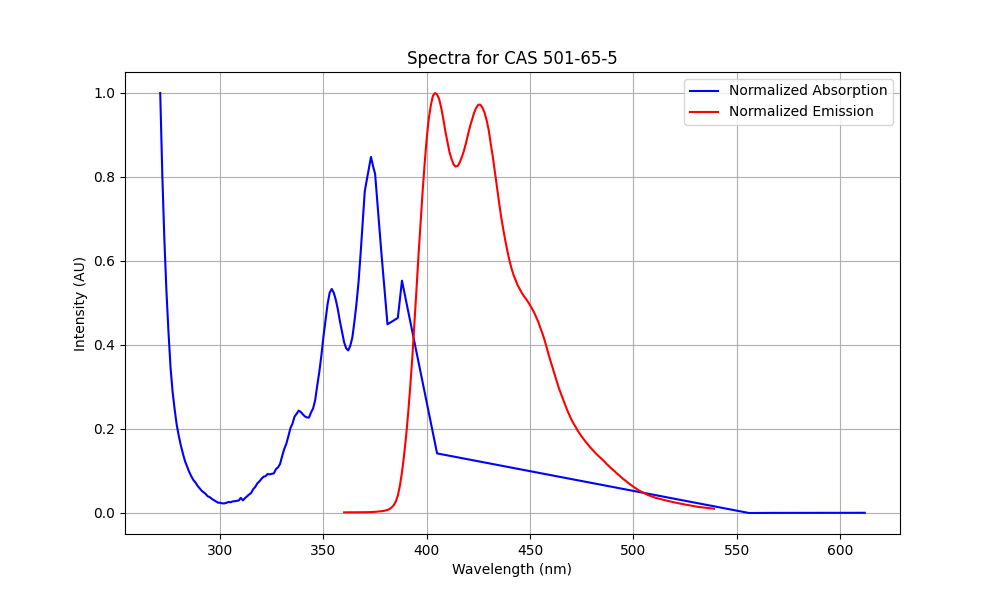 Spectra for CAS 501-65-5
Normalized Absorption
Normalized Emission
1.0
0.8
0.6
0.4
0.2
0.0
Intensity (AU)
300
350
400
450
500
550
600
Wavelength (nm)